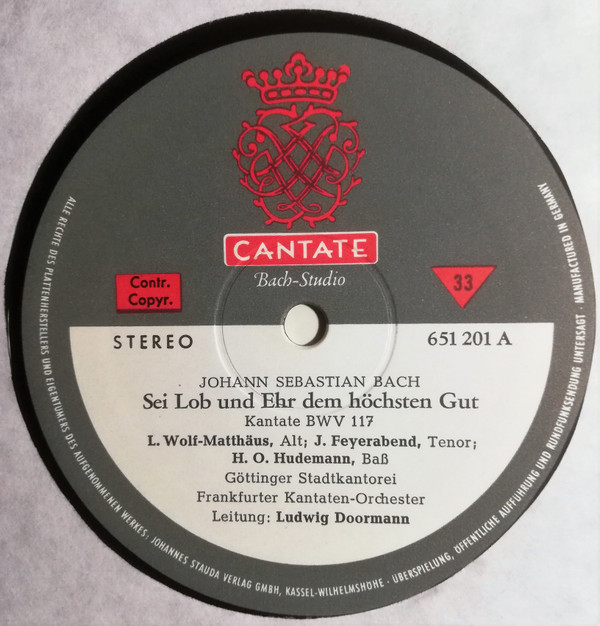 CANTATE
Bach-Studio
Contr.
Copyr.
33
STEREO
651 201 A
JOHANN SEBASTIAN BACH
Sei Lob und Ehr dem höchsten Gut
Kantate BWV 117
L. Wolf-Matthäus, Alt; J. Feyerabend, Tenor;
H. O. Hudemann, Baß
Göttinger Stadtkantorei
Frankfurter Kantaten-Orchester
Leitung: Ludwig Doormann
ALLE RECHTE DES PLATTENHERSTELLERS UND EIGENTÜMERS DES AUFGENOMMENEN WERKES: JOHANNES STAUDA VERLAG GMBH, KASSEL-WILHELMSHÖHE · ÜBERSPIELUNG, ÖFFENTLICHE AUFFÜHRUNG UND RUNDFUNKSENDUNG UNTERSAGT · MANUFACTURED IN GERMANY